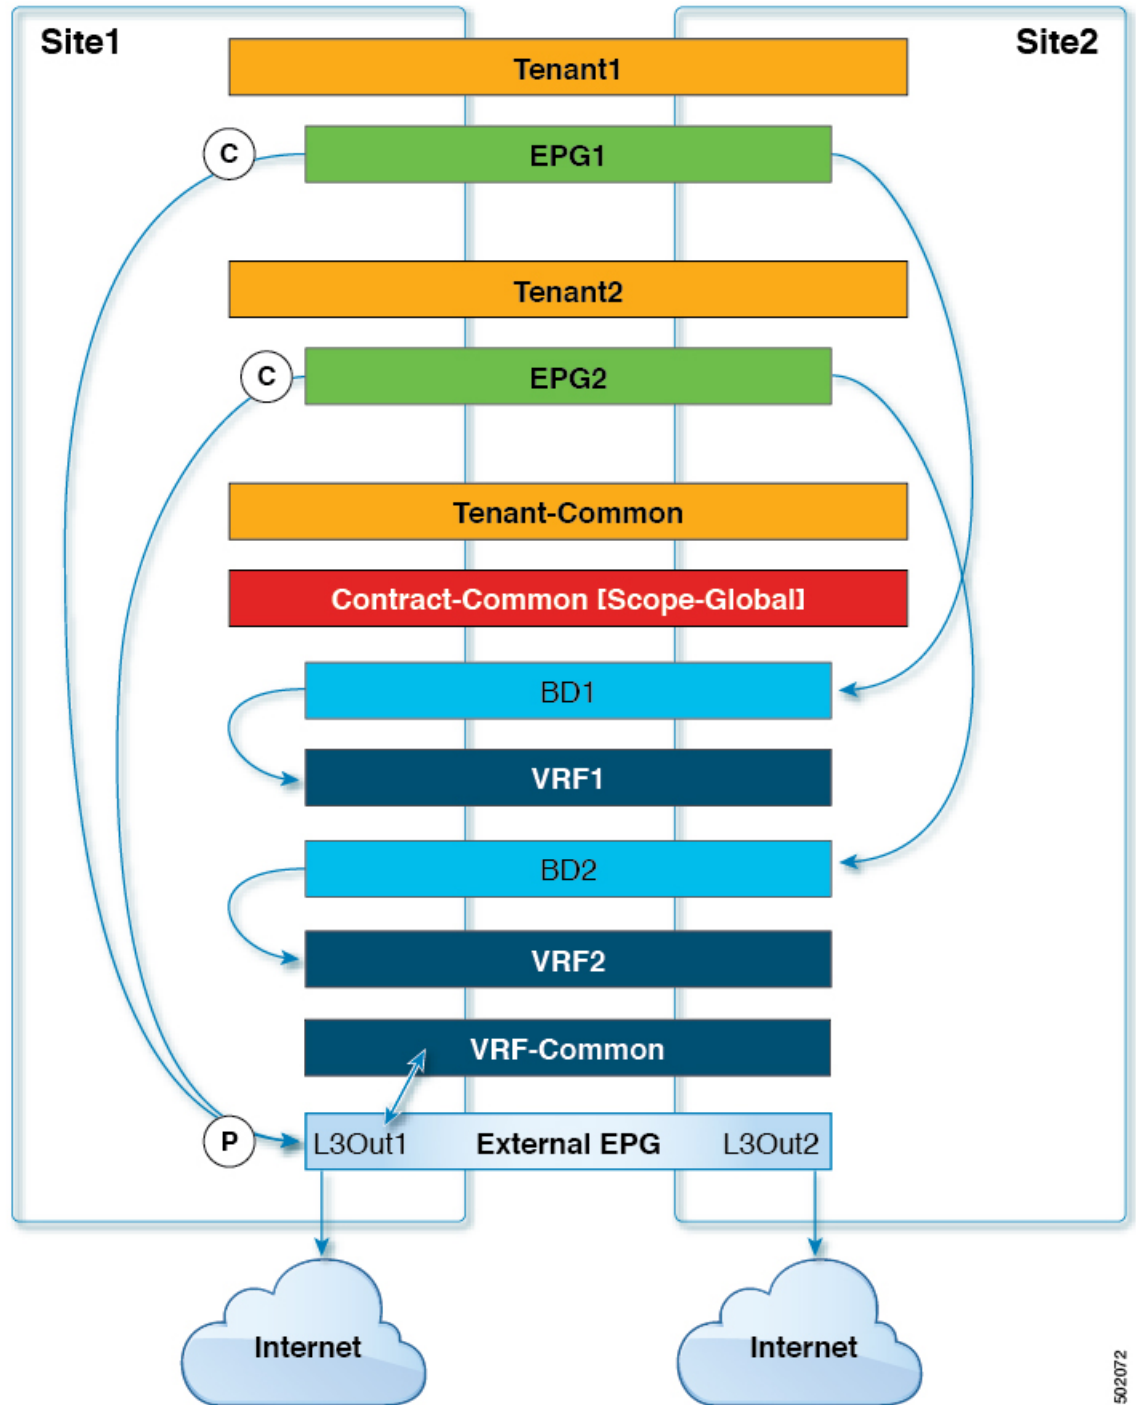 Site1
Site2
Tenant1
C
EPG1
Tenant2
C
EPG2
Tenant-Common
Contract-Common [Scope-Global]
BD1
VRF1
BD2
VRF2
VRF-Common
P
L3Out1 External EPG L3Out2
Internet
Internet
502072